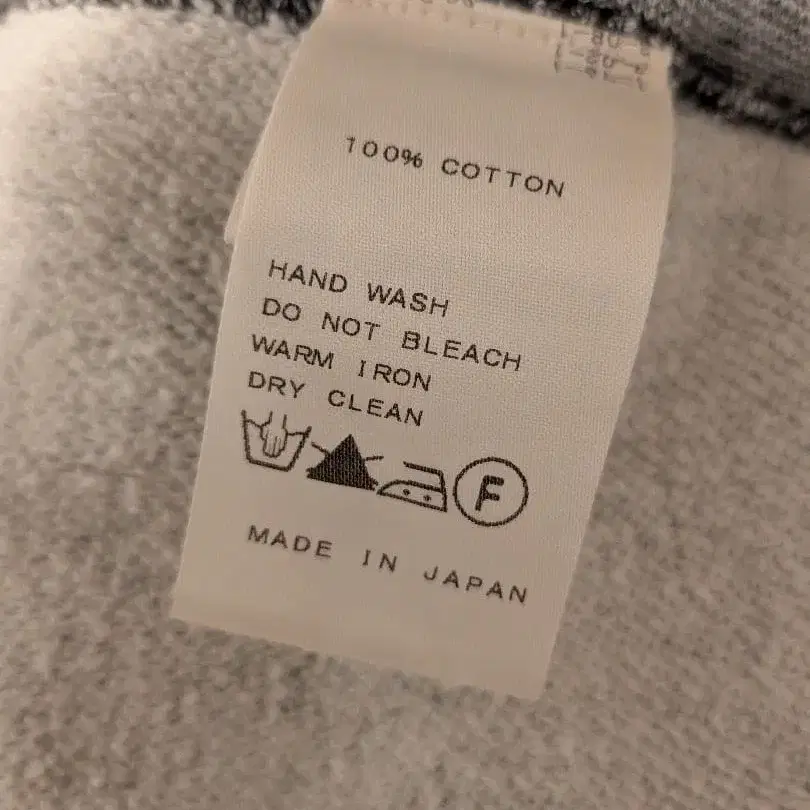 100% COTTON
HAND WASH
DO NOT BLEACH
WARM IRON
DRY CLEAN
F
MADE IN JAPAN